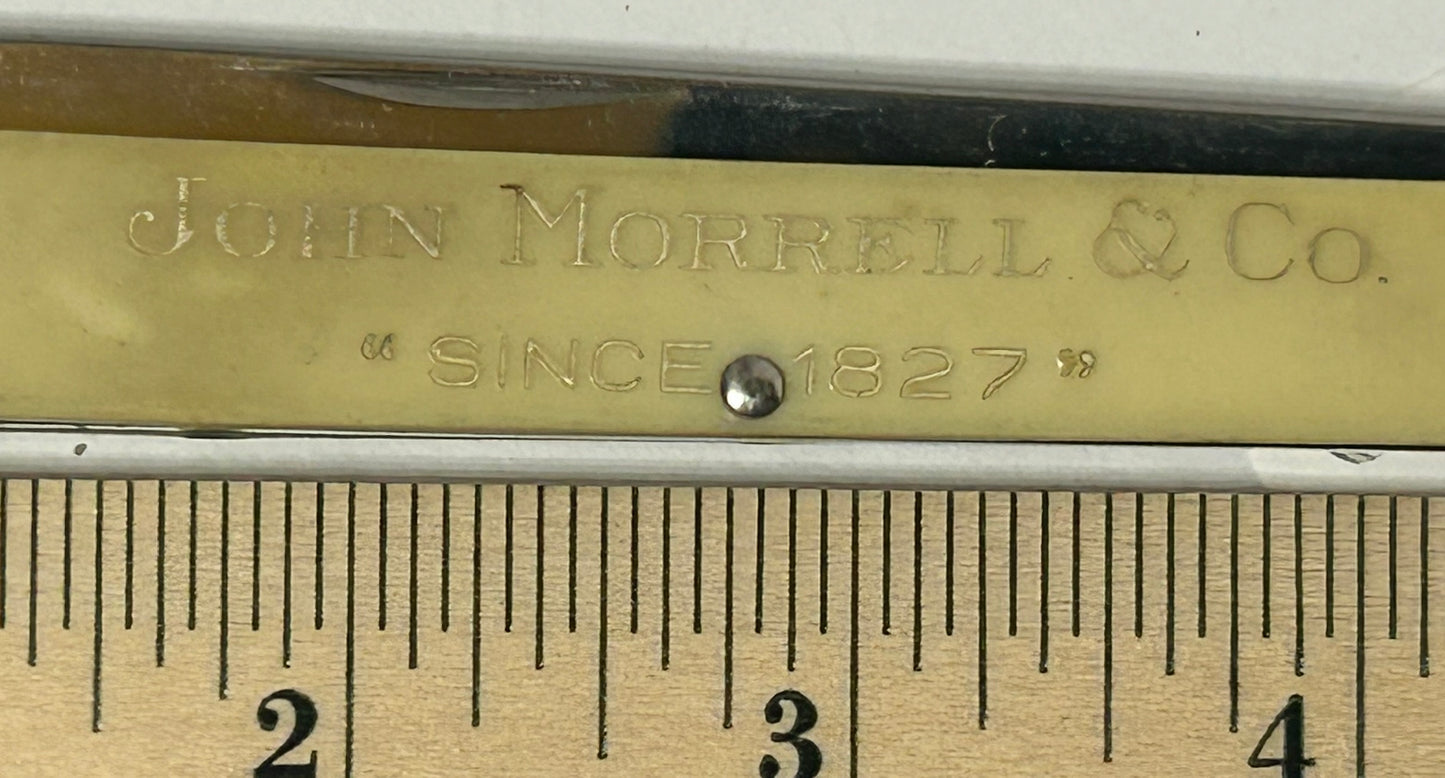 JOHN MORRELL & CO.
“SINCE 1827”
2 3 4